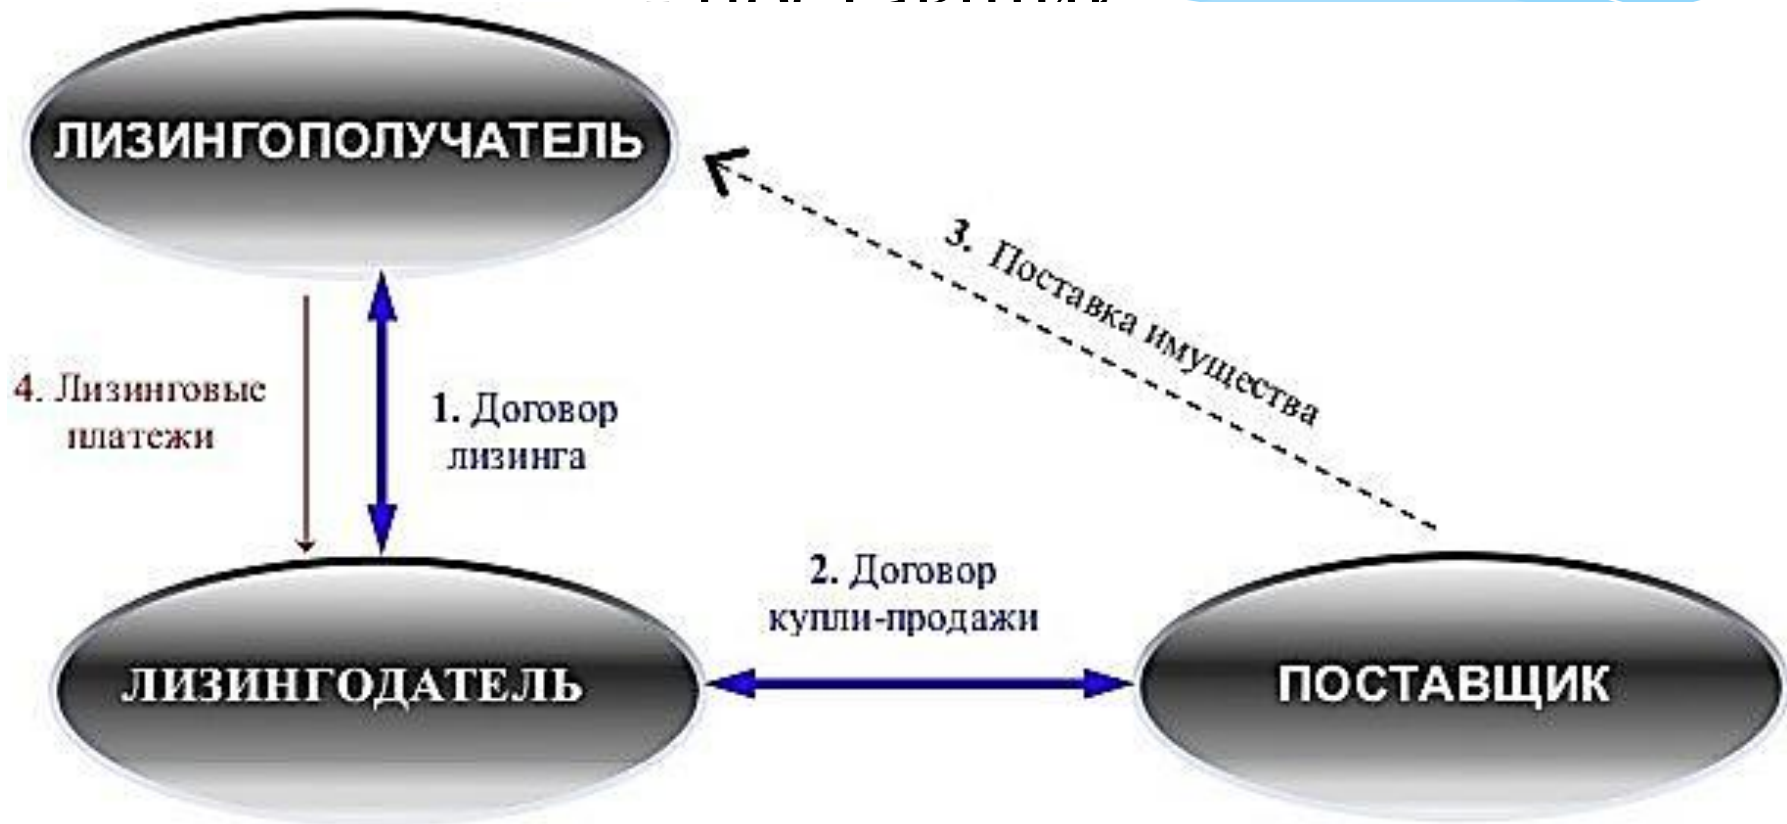 ЛИЗИНГОПОЛУЧАТЕЛЬ
3. Поставка имущества
4. Лизинговые
платежи
1. Договор
лизинга
2. Договор
купли-продажи
ЛИЗИНГОДАТЕЛЬ
ПОСТАВЩИК